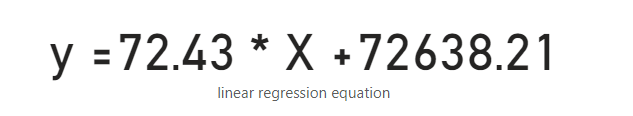 y =72.43 * X +72638.21
linear regression equation